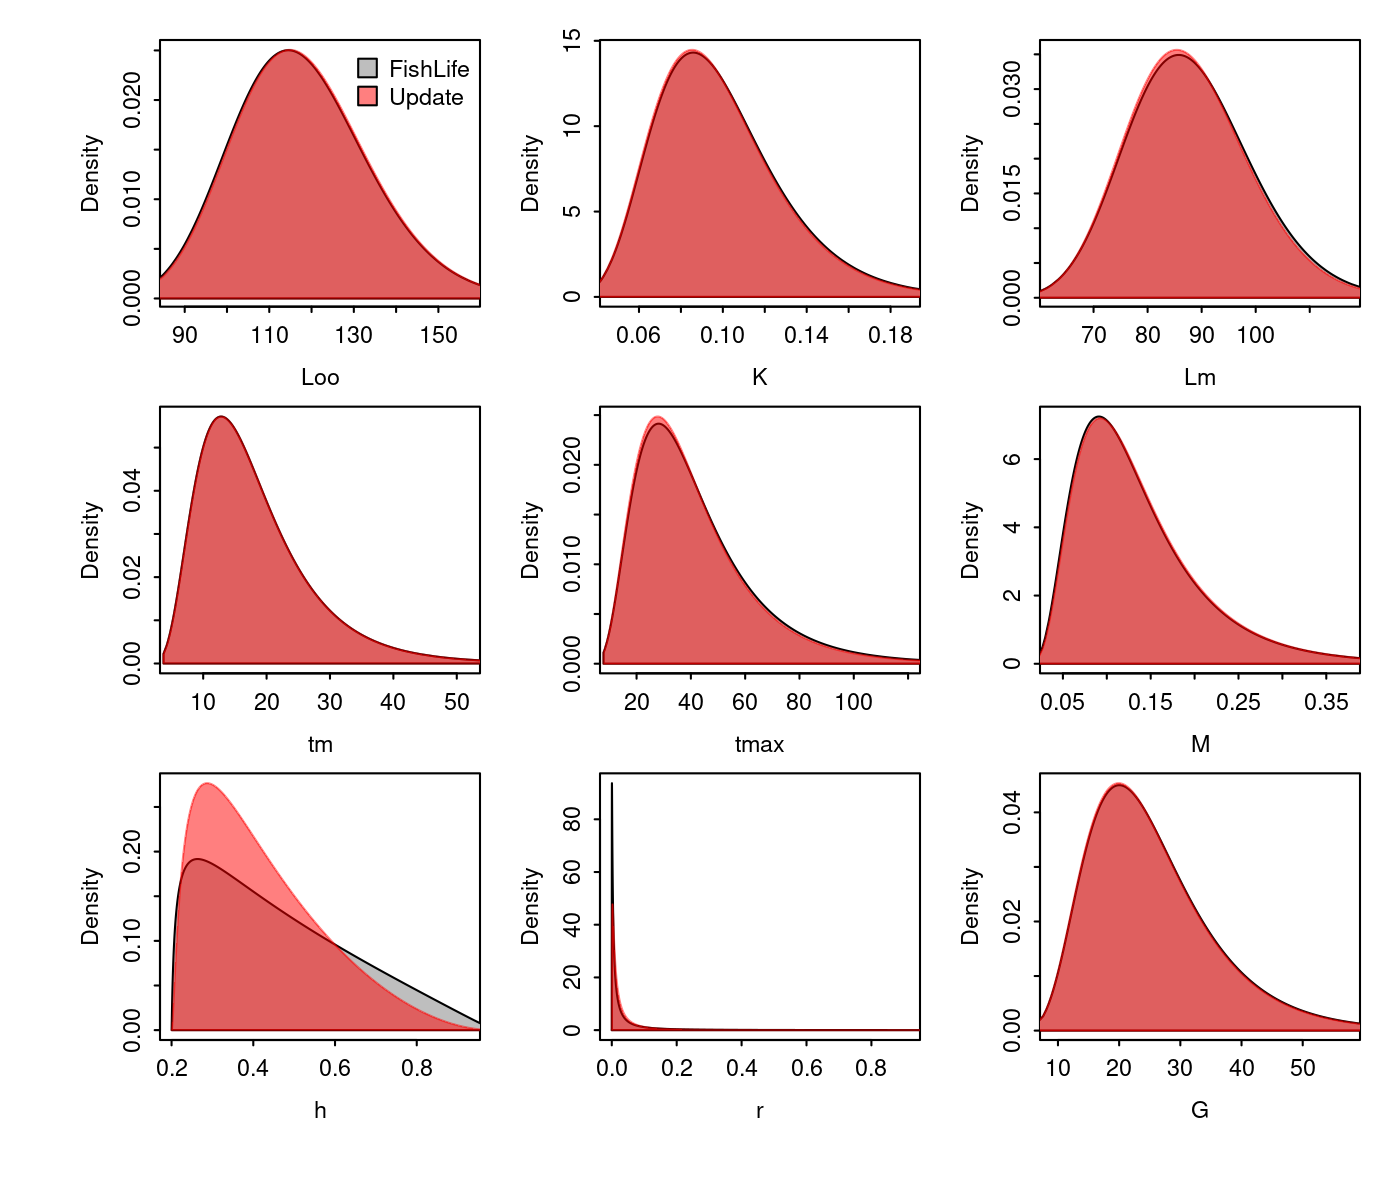 Density
0.000 0.010 0.020
FishLife
Update
90 110 130 150
Loo
Density
0 5 10 15
0.06 0.10 0.14 0.18
K
Density
0.000 0.015 0.030
70 80 90 100
Lm
Density
0.00 0.02 0.04
10 20 30 40 50
tm
Density
0.000 0.010 0.020
20 40 60 80 100
tmax
Density
0 2 4 6
0.05 0.15 0.25 0.35
M
Density
0.00 0.10 0.20
0.2 0.4 0.6 0.8
h
Density
0 20 40 60 80
0.0 0.2 0.4 0.6 0.8
r
Density
0.00 0.02 0.04
10 20 30 40 50
G